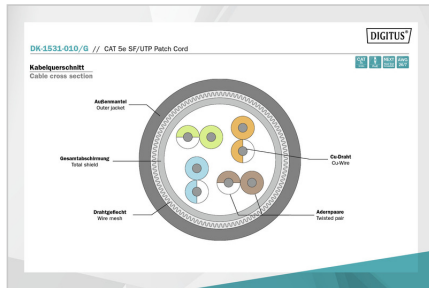 DIGITUS®
DK-1531-010/G // CAT 5e SF/UTP Patch Cord
Kabelquerschnitt
Cable cross section
Außenmantel
Outer jacket
Gesamtabschirmung
Total shield
Cu-Draht
Cu-Wire
Drahtgeflecht
Wire mesh
Adernpaare
Twisted pair